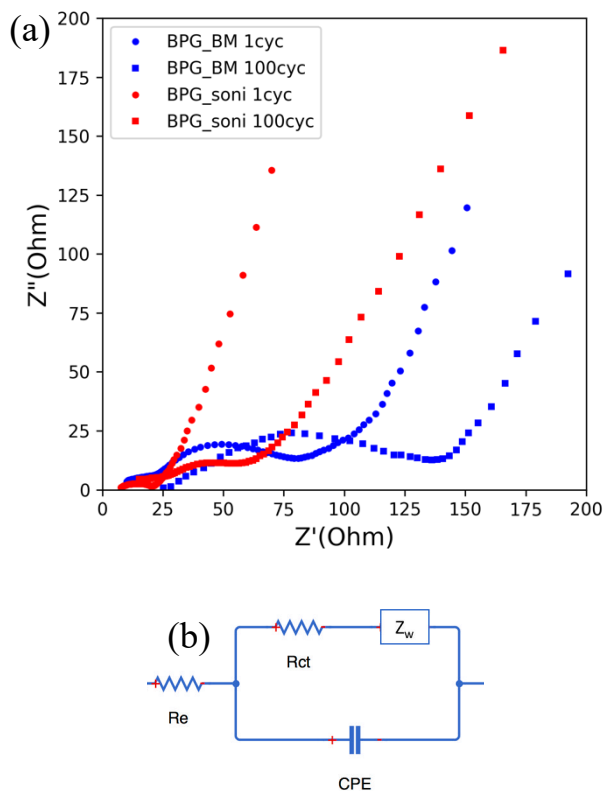 (a)
BPG_BM 1cyc
BPG_BM 100cyc
BPG_soni 1cyc
BPG_soni 100cyc
200
175
150
125
100
75
50
25
0
Z"(Ohm)
0 25 50 75 100 125 150 175 200
Z'(Ohm)
(b)
Rct
Zw
Re
CPE